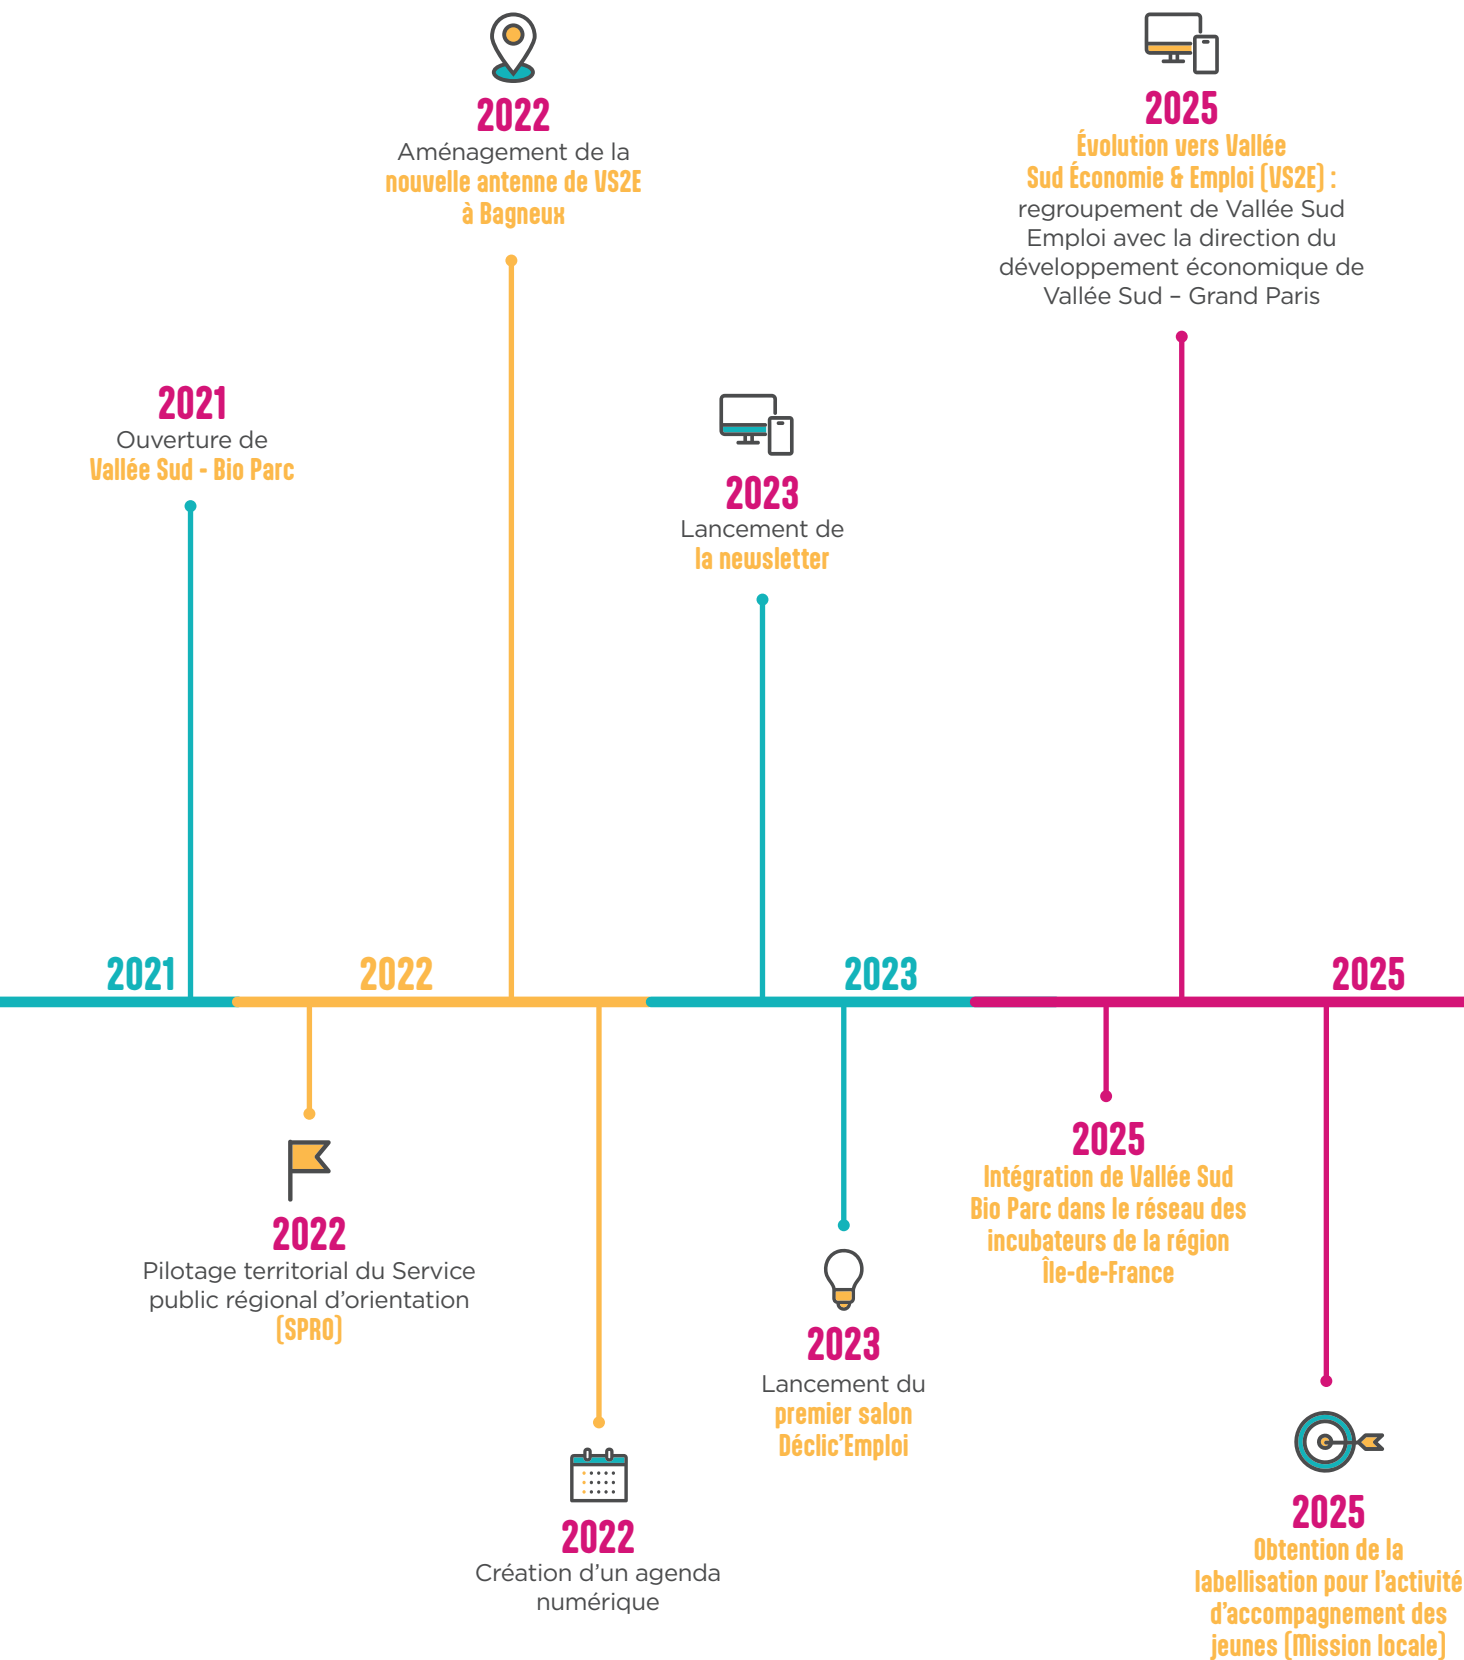 2022
Aménagement de la
nouvelle antenne de VS2E
à Bagneux
2025
Évolution vers Vallée
Sud Économie & Emploi (VS2E) :
regroupement de Vallée Sud
Emploi avec la direction du
développement économique de
Vallée Sud – Grand Paris
2021
Ouverture de
Vallée Sud - Bio Parc
2023
Lancement de
la newsletter
2021
2022
2023
2025
2022
Pilotage territorial du Service
public régional d’orientation
(SPRO)
2022
Création d’un agenda
numérique
2023
Lancement du
premier salon
Déclic’Emploi
2025
Intégration de Vallée Sud
Bio Parc dans le réseau des
incubateurs de la région
Île-de-France
2025
Obtention de la
labellisation pour l’activité
d’accompagnement des
jeunes (Mission locale)